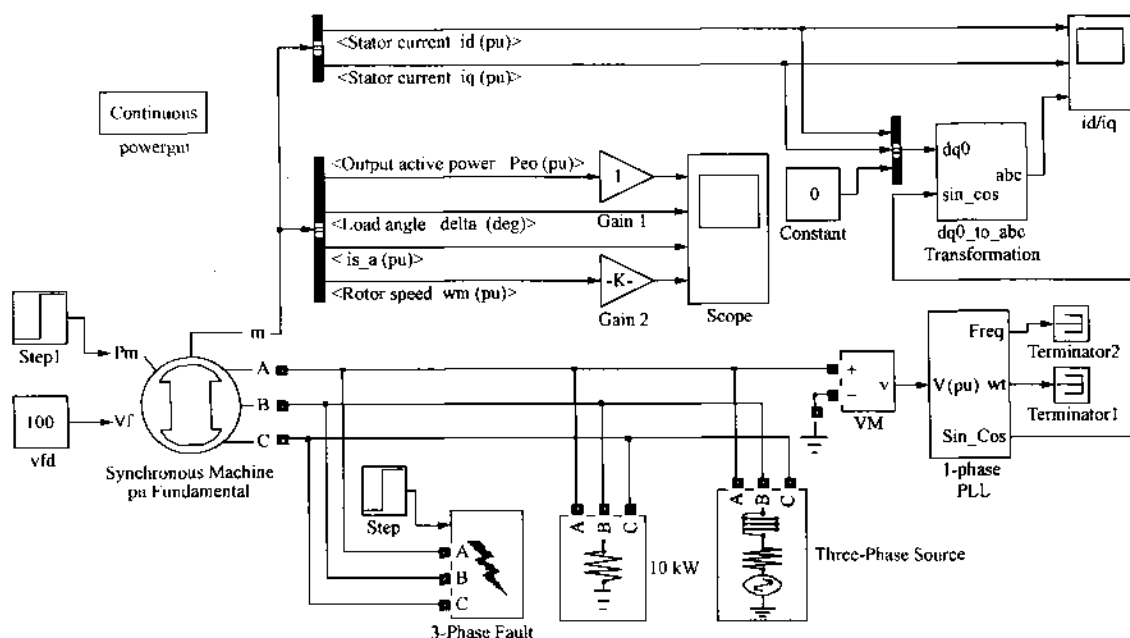 <Stator current id (pu)>
<Stator current iq (pu)>
id/iq
Continuous
powergui
<Output active power Peo (pu)>
1
Gain 1
<Load angle delta (deg)>
< is_a (pu)>
<Rotor speed wm (pu)>
-K-
Gain 2
Scope
0
Constant
dq0
abc
sin_cos
dq0_to_abc
Transformation
Step1
m
Pm
100
Vf
vfd
A
B
C
Synchronous Machine
pu Fundamental
+
−
v
VM
V(pu)
Freq
wt
Sin_Cos
1-phase
PLL
Terminator2
Terminator1
Step
A
B
C
3-Phase Fault
A
B
C
10 kW
A
B
C
Three-Phase Source